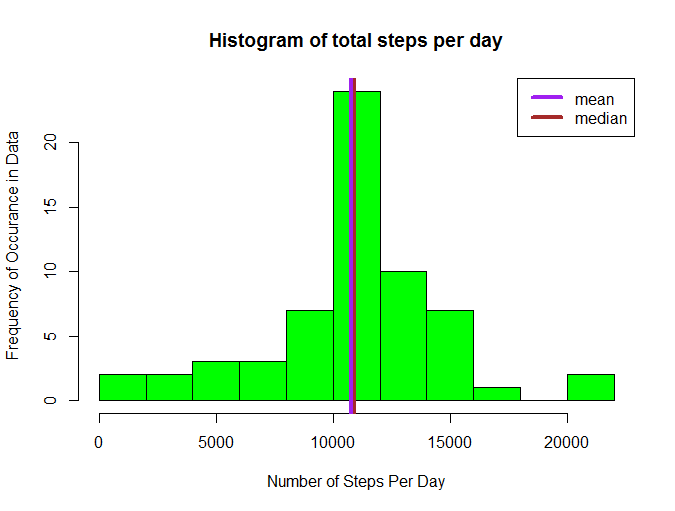 Histogram of total steps per day
mean
median
Frequency of Occurance in Data
20
15
10
5
0
0 5000 10000 15000 20000
Number of Steps Per Day